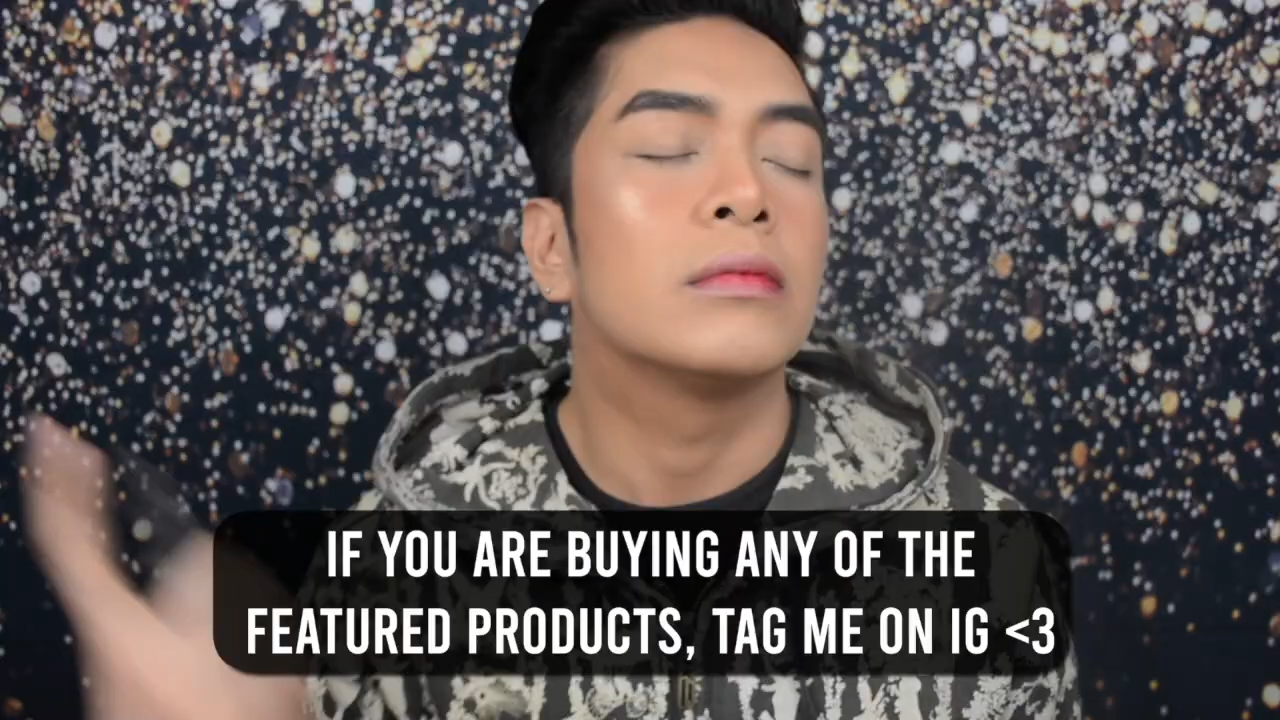 IF YOU ARE BUYING ANY OF THE
FEATURED PRODUCTS, TAG ME ON IG <3